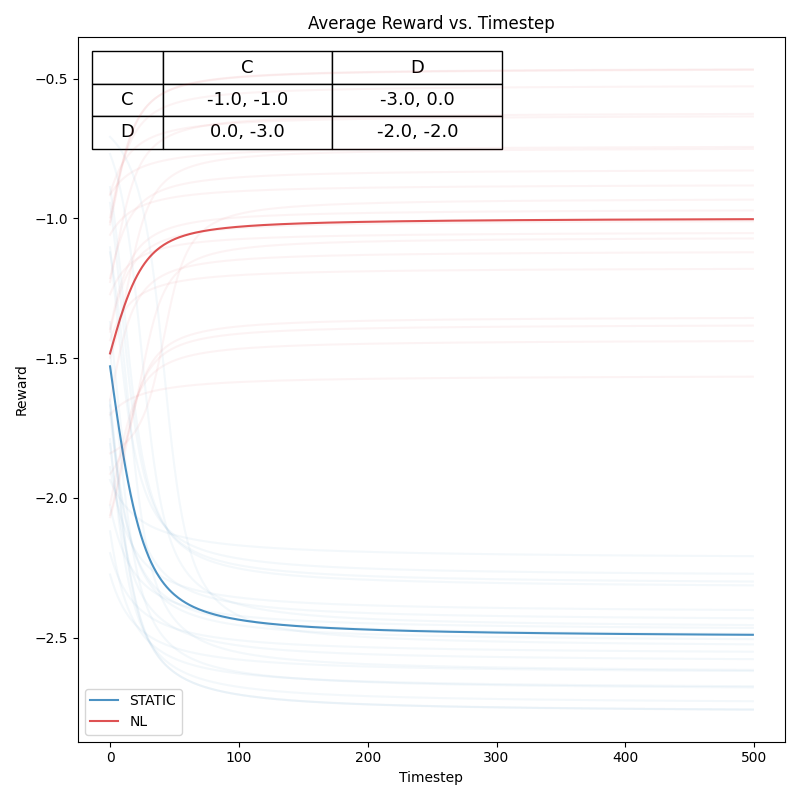 Average Reward vs. Timestep
C D
C -1.0, -1.0 -3.0, 0.0
D 0.0, -3.0 -2.0, -2.0
−0.5
−1.0
−1.5
−2.0
−2.5
Reward
STATIC
NL
0 100 200 300 400 500
Timestep